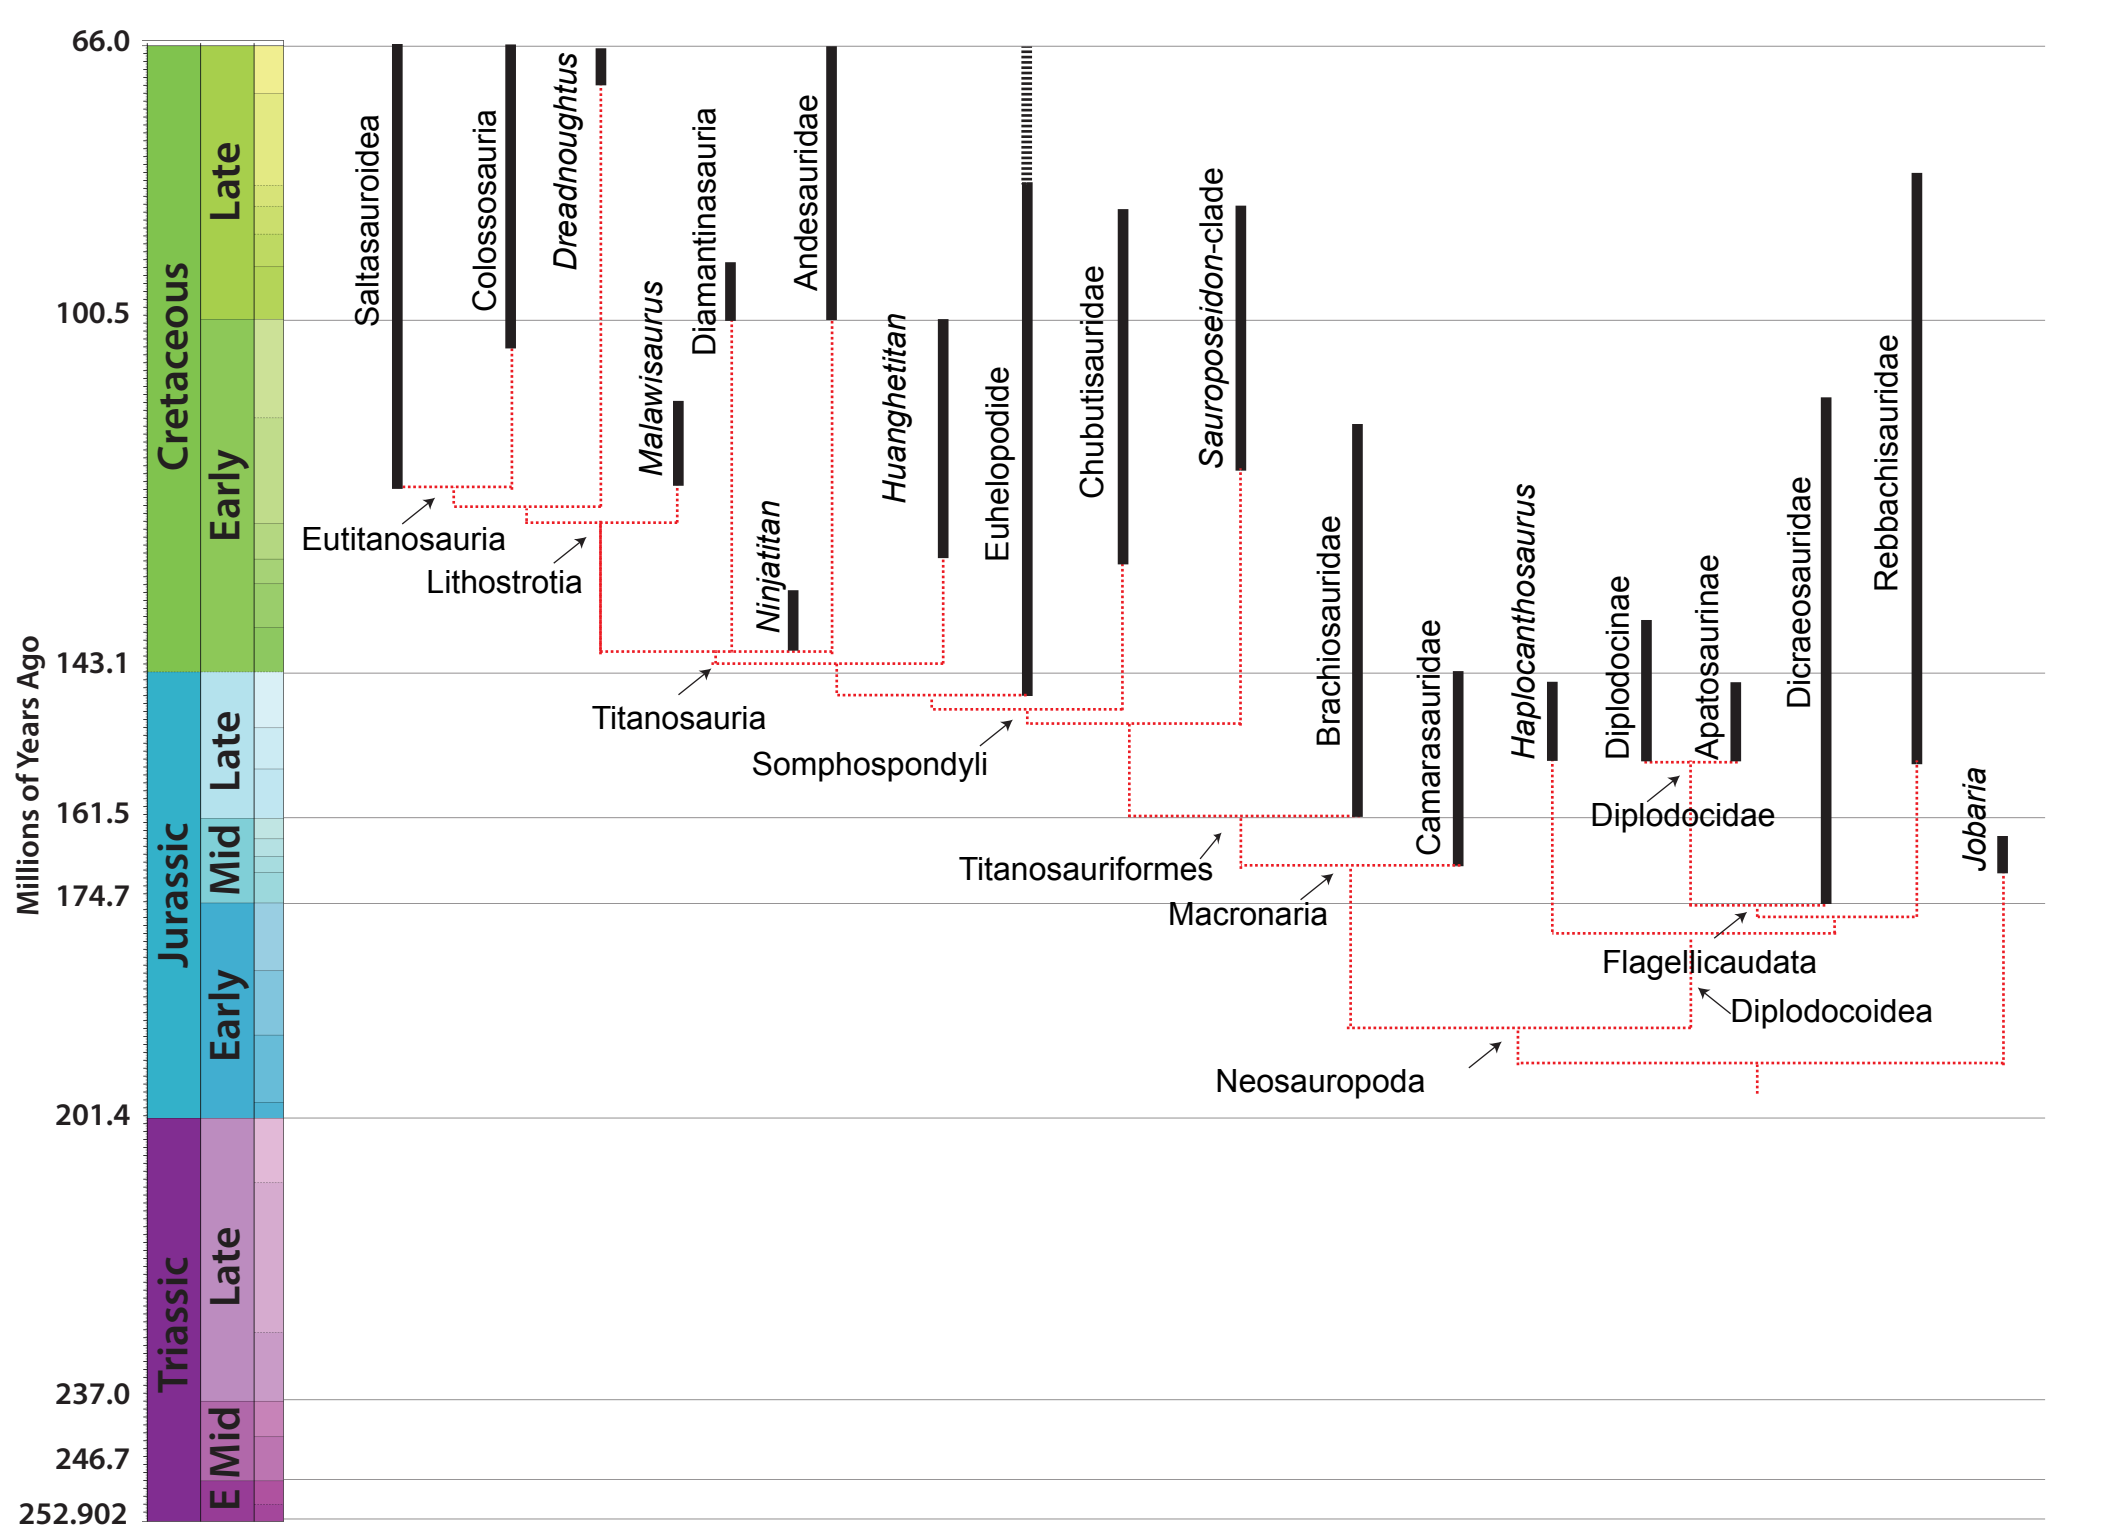 Millions of Years Ago
66.0
100.5
143.1
161.5
174.7
201.4
237.0
246.7
252.902
Cretaceous
Late
Early
Jurassic
Late
Mid
Early
Triassic
Late
Mid
E
Saltasauroidea
Colossosauria
Dreadnoughtus
Malawisaurus
Diamantinasauria
Ninjatitan
Andesauridae
Huanghetitan
Euhelopodide
Chubutisauridae
Sauroposeidon-clade
Brachiosauridae
Camarasauridae
Haplocanthosaurus
Diplodocinae
Apatosaurinae
Dicraeosauridae
Rebbachisauridae
Jobaria
Eutitanosauria
Lithostrotia
Titanosauria
Somphospondyli
Titanosauriformes
Macronaria
Diplodocidae
Flagellicaudata
Diplodocoidea
Neosauropoda